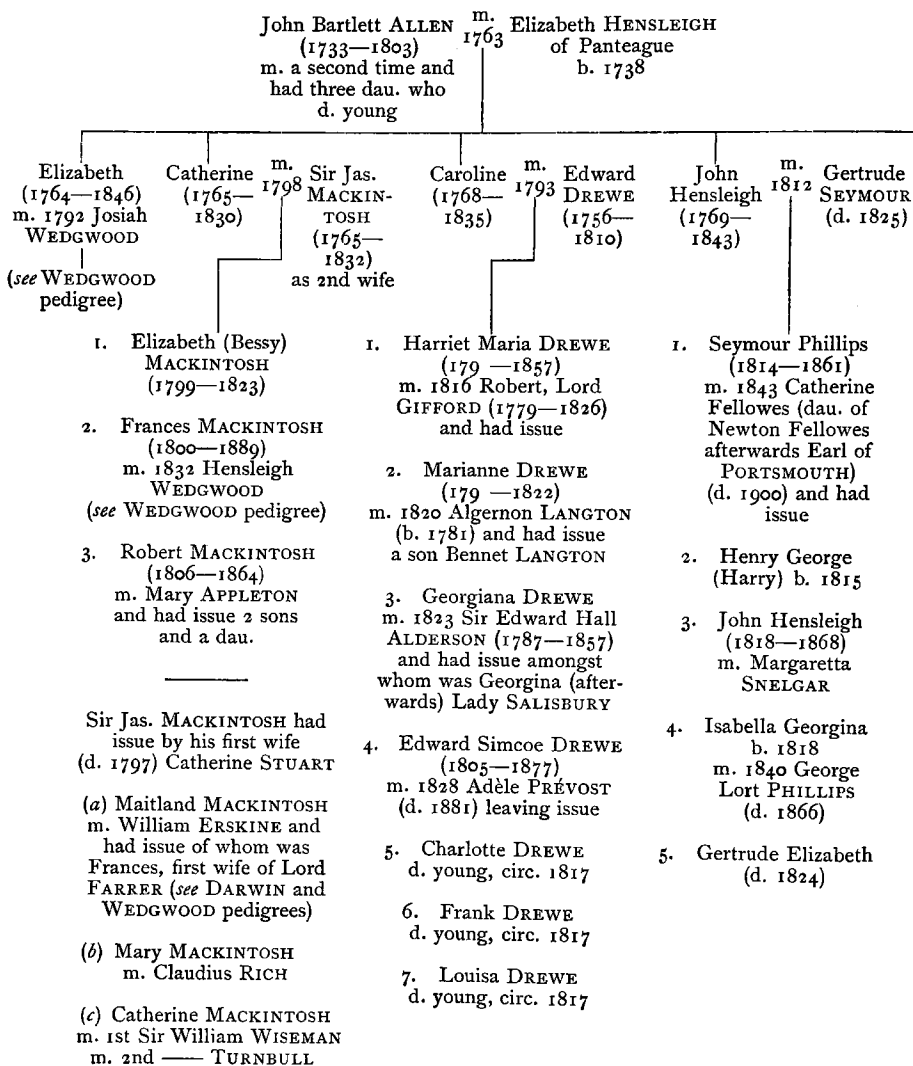 John Bartlett ALLEN m. 1763 Elizabeth HENSLEIGH
(1733—1803) of Panteague
m. a second time and b. 1738
had three dau. who
d. young
Elizabeth
(1764—1846)
m. 1792 Josiah
WEDGWOOD
(see WEDGWOOD
pedigree)
Catherine
(1765—
1830)
m.
1798
Sir Jas.
MACKIN-
TOSH
(1765—
1832)
as 2nd wife
Caroline
(1768—
1835)
m.
1793
Edward
DREWE
(1756—
1810)
John
Hensleigh
(1769—
1843)
m.
1812
Gertrude
SEYMOUR
(d. 1825)
1. Elizabeth (Bessy)
MACKINTOSH
(1799—1823)
2. Frances MACKINTOSH
(1800—1889)
m. 1832 Hensleigh
WEDGWOOD
(see WEDGWOOD pedigree)
3. Robert MACKINTOSH
(1806—1864)
m. Mary APPLETON
and had issue 2 sons
and a dau.
Sir Jas. MACKINTOSH had
issue by his first wife
(d. 1797) Catherine STUART
(a) Maitland MACKINTOSH
m. William ERSKINE and
had issue of whom was
Frances, first wife of Lord
FARRER (see DARWIN and
WEDGWOOD pedigrees)
(b) Mary MACKINTOSH
m. Claudius RICH
(c) Catherine MACKINTOSH
m. 1st Sir William WISEMAN
m. 2nd —— TURNBULL
1. Harriet Maria DREWE
(179 —1857)
m. 1816 Robert, Lord
GIFFORD (1779—1826)
and had issue
2. Marianne DREWE
(179 —1822)
m. 1820 Algernon LANGTON
(b. 1781) and had issue
a son Bennet LANGTON
3. Georgiana DREWE
m. 1823 Sir Edward Hall
ALDERSON (1787—1857)
and had issue amongst
whom was Georgina (after-
wards) Lady SALISBURY
4. Edward Simcoe DREWE
(1805—1877)
m. 1828 Adèle PRÉVOST
(d. 1881) leaving issue
5. Charlotte DREWE
d. young, circ. 1817
6. Frank DREWE
d. young, circ. 1817
7. Louisa DREWE
d. young, circ. 1817
1. Seymour Phillips
(1814—1861)
m. 1843 Catherine
Fellowes (dau. of
Newton Fellowes
afterwards Earl of
PORTSMOUTH)
(d. 1900) and had
issue
2. Henry George
(Harry) b. 1815
3. John Hensleigh
(1818—1868)
m. Margaretta
SNELGAR
4. Isabella Georgina
b. 1818
m. 1840 George
Lort PHILLIPS
(d. 1866)
5. Gertrude Elizabeth
(d. 1824)